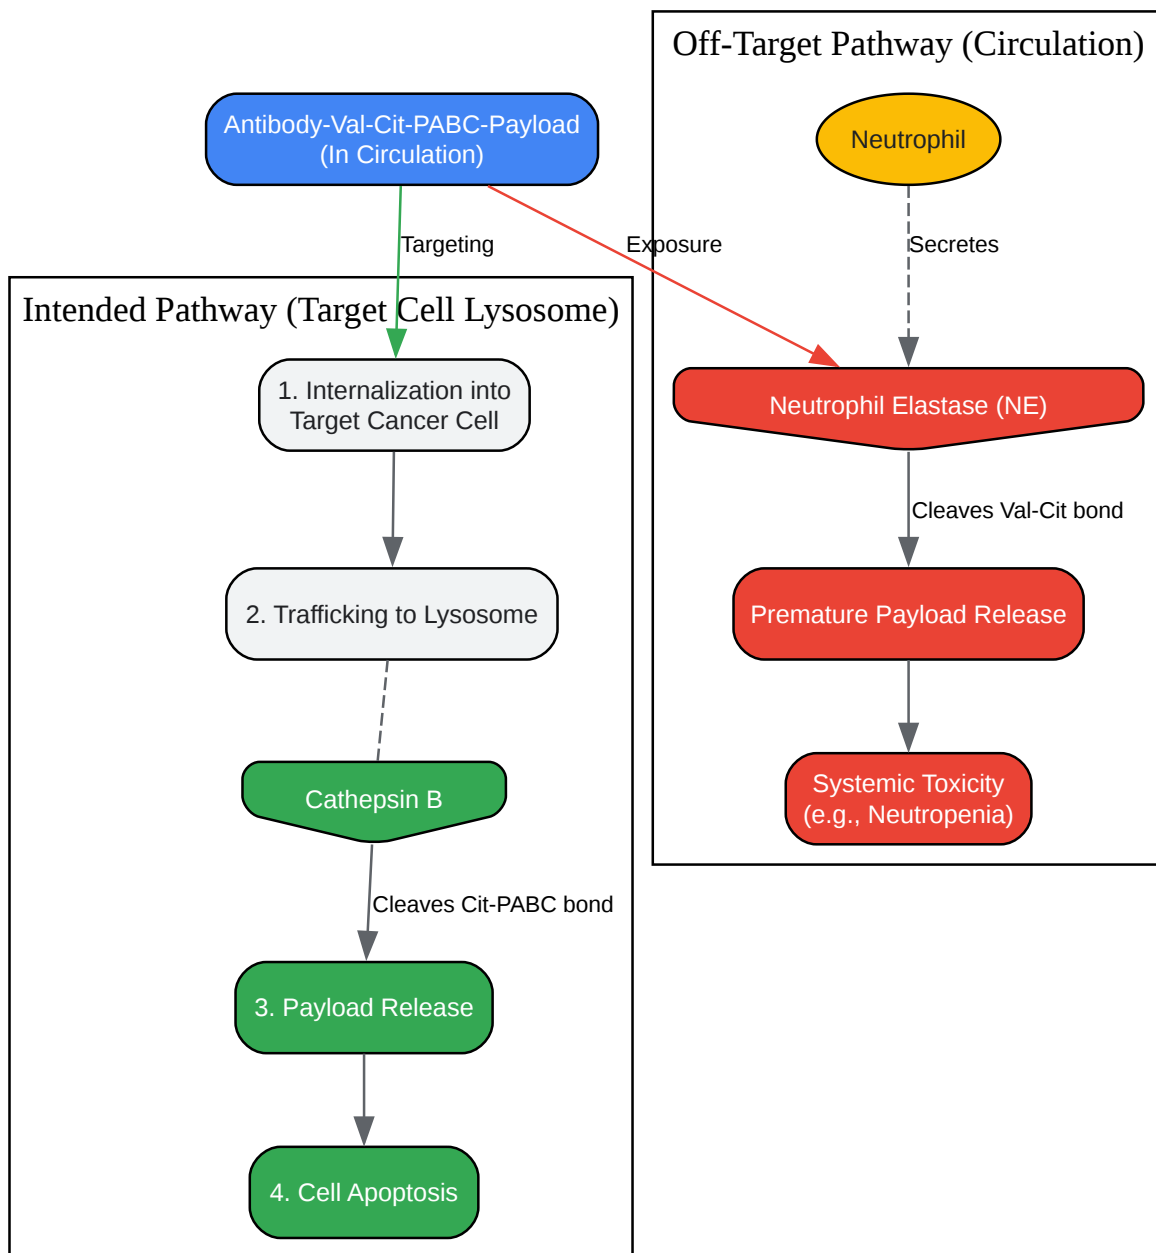 Off-Target Pathway (Circulation)
Antibody-Val-Cit-PABC-Payload
(In Circulation)
Neutrophil
Targeting
Exposure
Secretes
Intended Pathway (Target Cell Lysosome)
1. Internalization into
Target Cancer Cell
Neutrophil Elastase (NE)
Cleaves Val-Cit bond
2. Trafficking to Lysosome
Premature Payload Release
Cathepsin B
Systemic Toxicity
(e.g., Neutropenia)
Cleaves Cit-PABC bond
3. Payload Release
4. Cell Apoptosis